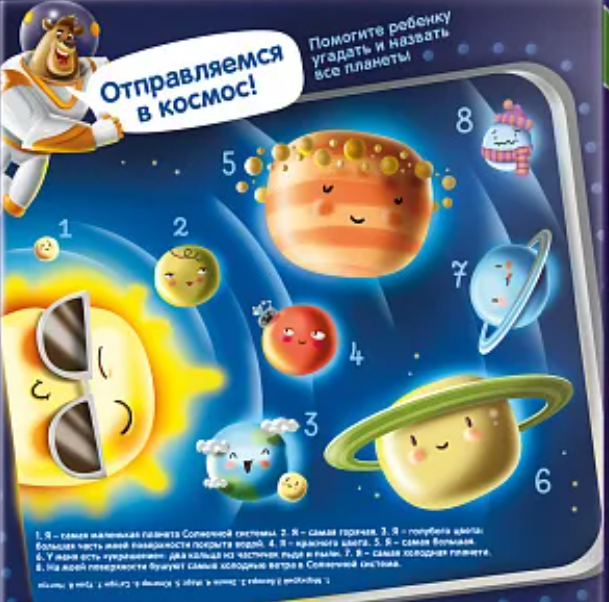 Отправляемся
в космос!
Помогите ребенку
угадать и назвать
все планеты
8
5
1
2
7
4
3
6
1. Я – самая маленькая планета Солнечной системы. 2. Я – самая горячая. 3. Я – голубого цвета:
большая часть моей поверхности покрыта водой. 4. Я – красного цвета. 5. Я – самая большая.
6. У меня есть «украшение»: два кольца из частичек льда и пыли. 7. Я – самая холодная планета.
8. На моей поверхности бушуют самые холодные ветра в Солнечной системе.